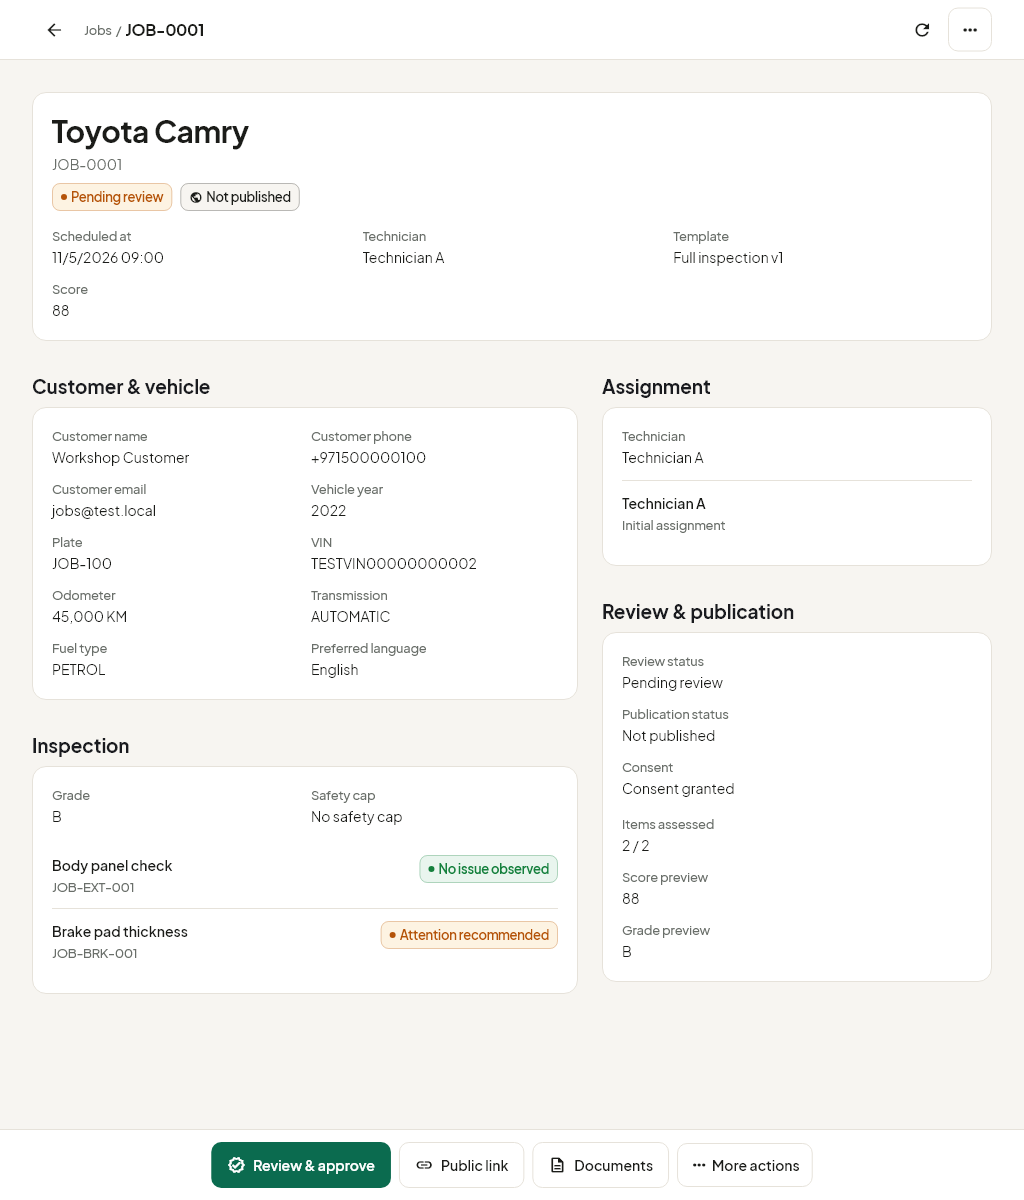 Jobs / JOB-0001
Toyota Camry
JOB-0001
Pending review
Not published
Scheduled at
11/5/2026 09:00
Technician
Technician A
Template
Full inspection v1
Score
88
Customer & vehicle
Customer name
Workshop Customer
Customer phone
+971500000100
Customer email
jobs@test.local
Vehicle year
2022
Plate
JOB-100
VIN
TESTVIN00000000002
Odometer
45,000 KM
Transmission
AUTOMATIC
Fuel type
PETROL
Preferred language
English
Inspection
Grade
B
Safety cap
No safety cap
Body panel check
JOB-EXT-001
No issue observed
Brake pad thickness
JOB-BRK-001
Attention recommended
Assignment
Technician
Technician A
Technician A
Initial assignment
Review & publication
Review status
Pending review
Publication status
Not published
Consent
Consent granted
Items assessed
2 / 2
Score preview
88
Grade preview
B
Review & approve
Public link
Documents
More actions